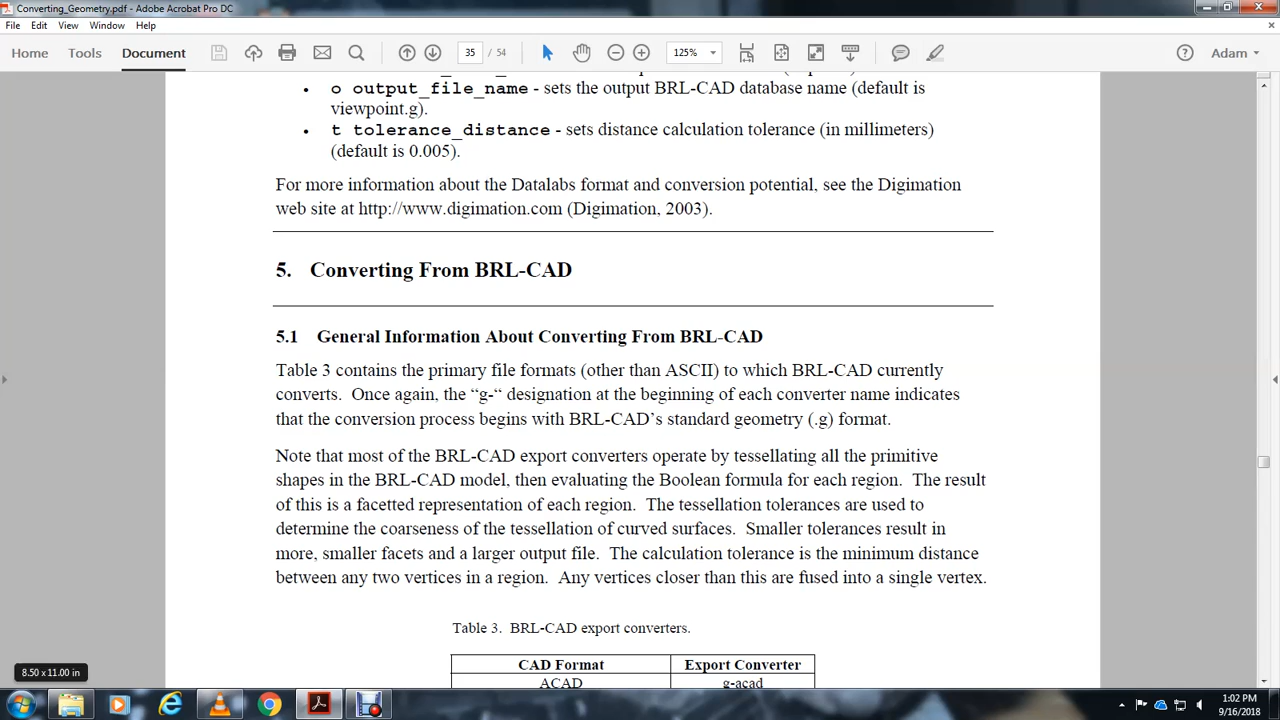 Converting_Geometry.pdf - Adobe Acrobat Pro DC
File Edit View Window Help
Home Tools Document 35 / 54 125% Adam
• o output_file_name - sets the output BRL-CAD database name (default is
viewpoint.g).
• t tolerance_distance - sets distance calculation tolerance (in millimeters)
(default is 0.005).
For more information about the Datalabs format and conversion potential, see the Digimation
web site at http://www.digimation.com (Digimation, 2003).
5. Converting From BRL-CAD
5.1 General Information About Converting From BRL-CAD
Table 3 contains the primary file formats (other than ASCII) to which BRL-CAD currently
converts. Once again, the “g-“ designation at the beginning of each converter name indicates
that the conversion process begins with BRL-CAD’s standard geometry (.g) format.
Note that most of the BRL-CAD export converters operate by tessellating all the primitive
shapes in the BRL-CAD model, then evaluating the Boolean formula for each region. The result
of this is a facetted representation of each region. The tessellation tolerances are used to
determine the coarseness of the tessellation of curved surfaces. Smaller tolerances result in
more, smaller facets and a larger output file. The calculation tolerance is the minimum distance
between any two vertices in a region. Any vertices closer than this are fused into a single vertex.
Table 3. BRL-CAD export converters.
CAD Format Export Converter
ACAD g-acad
8.50 x 11.00 in
1:02 PM
9/16/2018